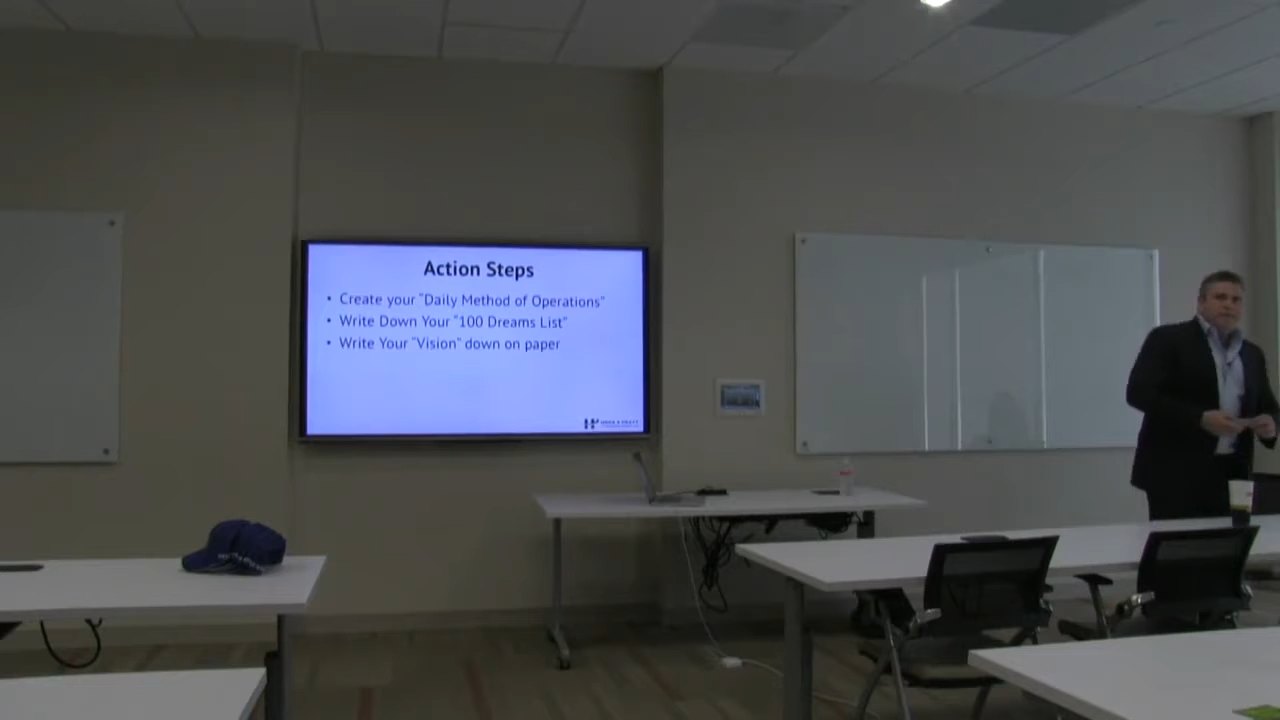 Action Steps
• Create your "Daily Method of Operations"
• Write Down Your "100 Dreams List"
• Write Your "Vision" down on paper